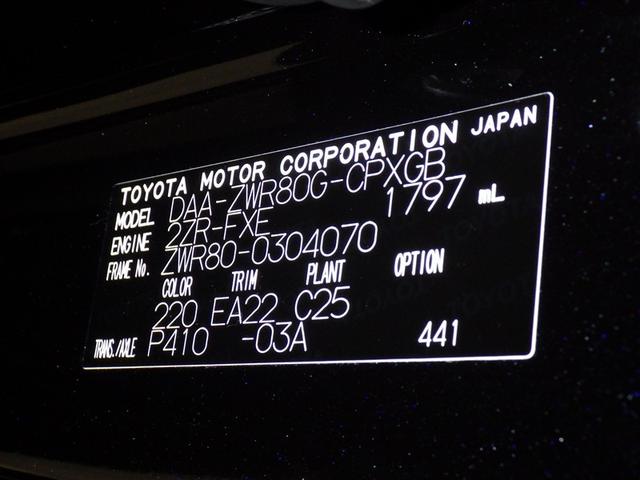 TOYOTA MOTOR CORPORATION JAPAN
MODEL DAA-ZWR80G-CPXGB
ENGINE 2ZR-FXE 1797 mL
FRAME No. ZWR80-0304070
COLOR TRIM PLANT OPTION
220 EA22 C25
TRANS./AXLE P410 -03A 441